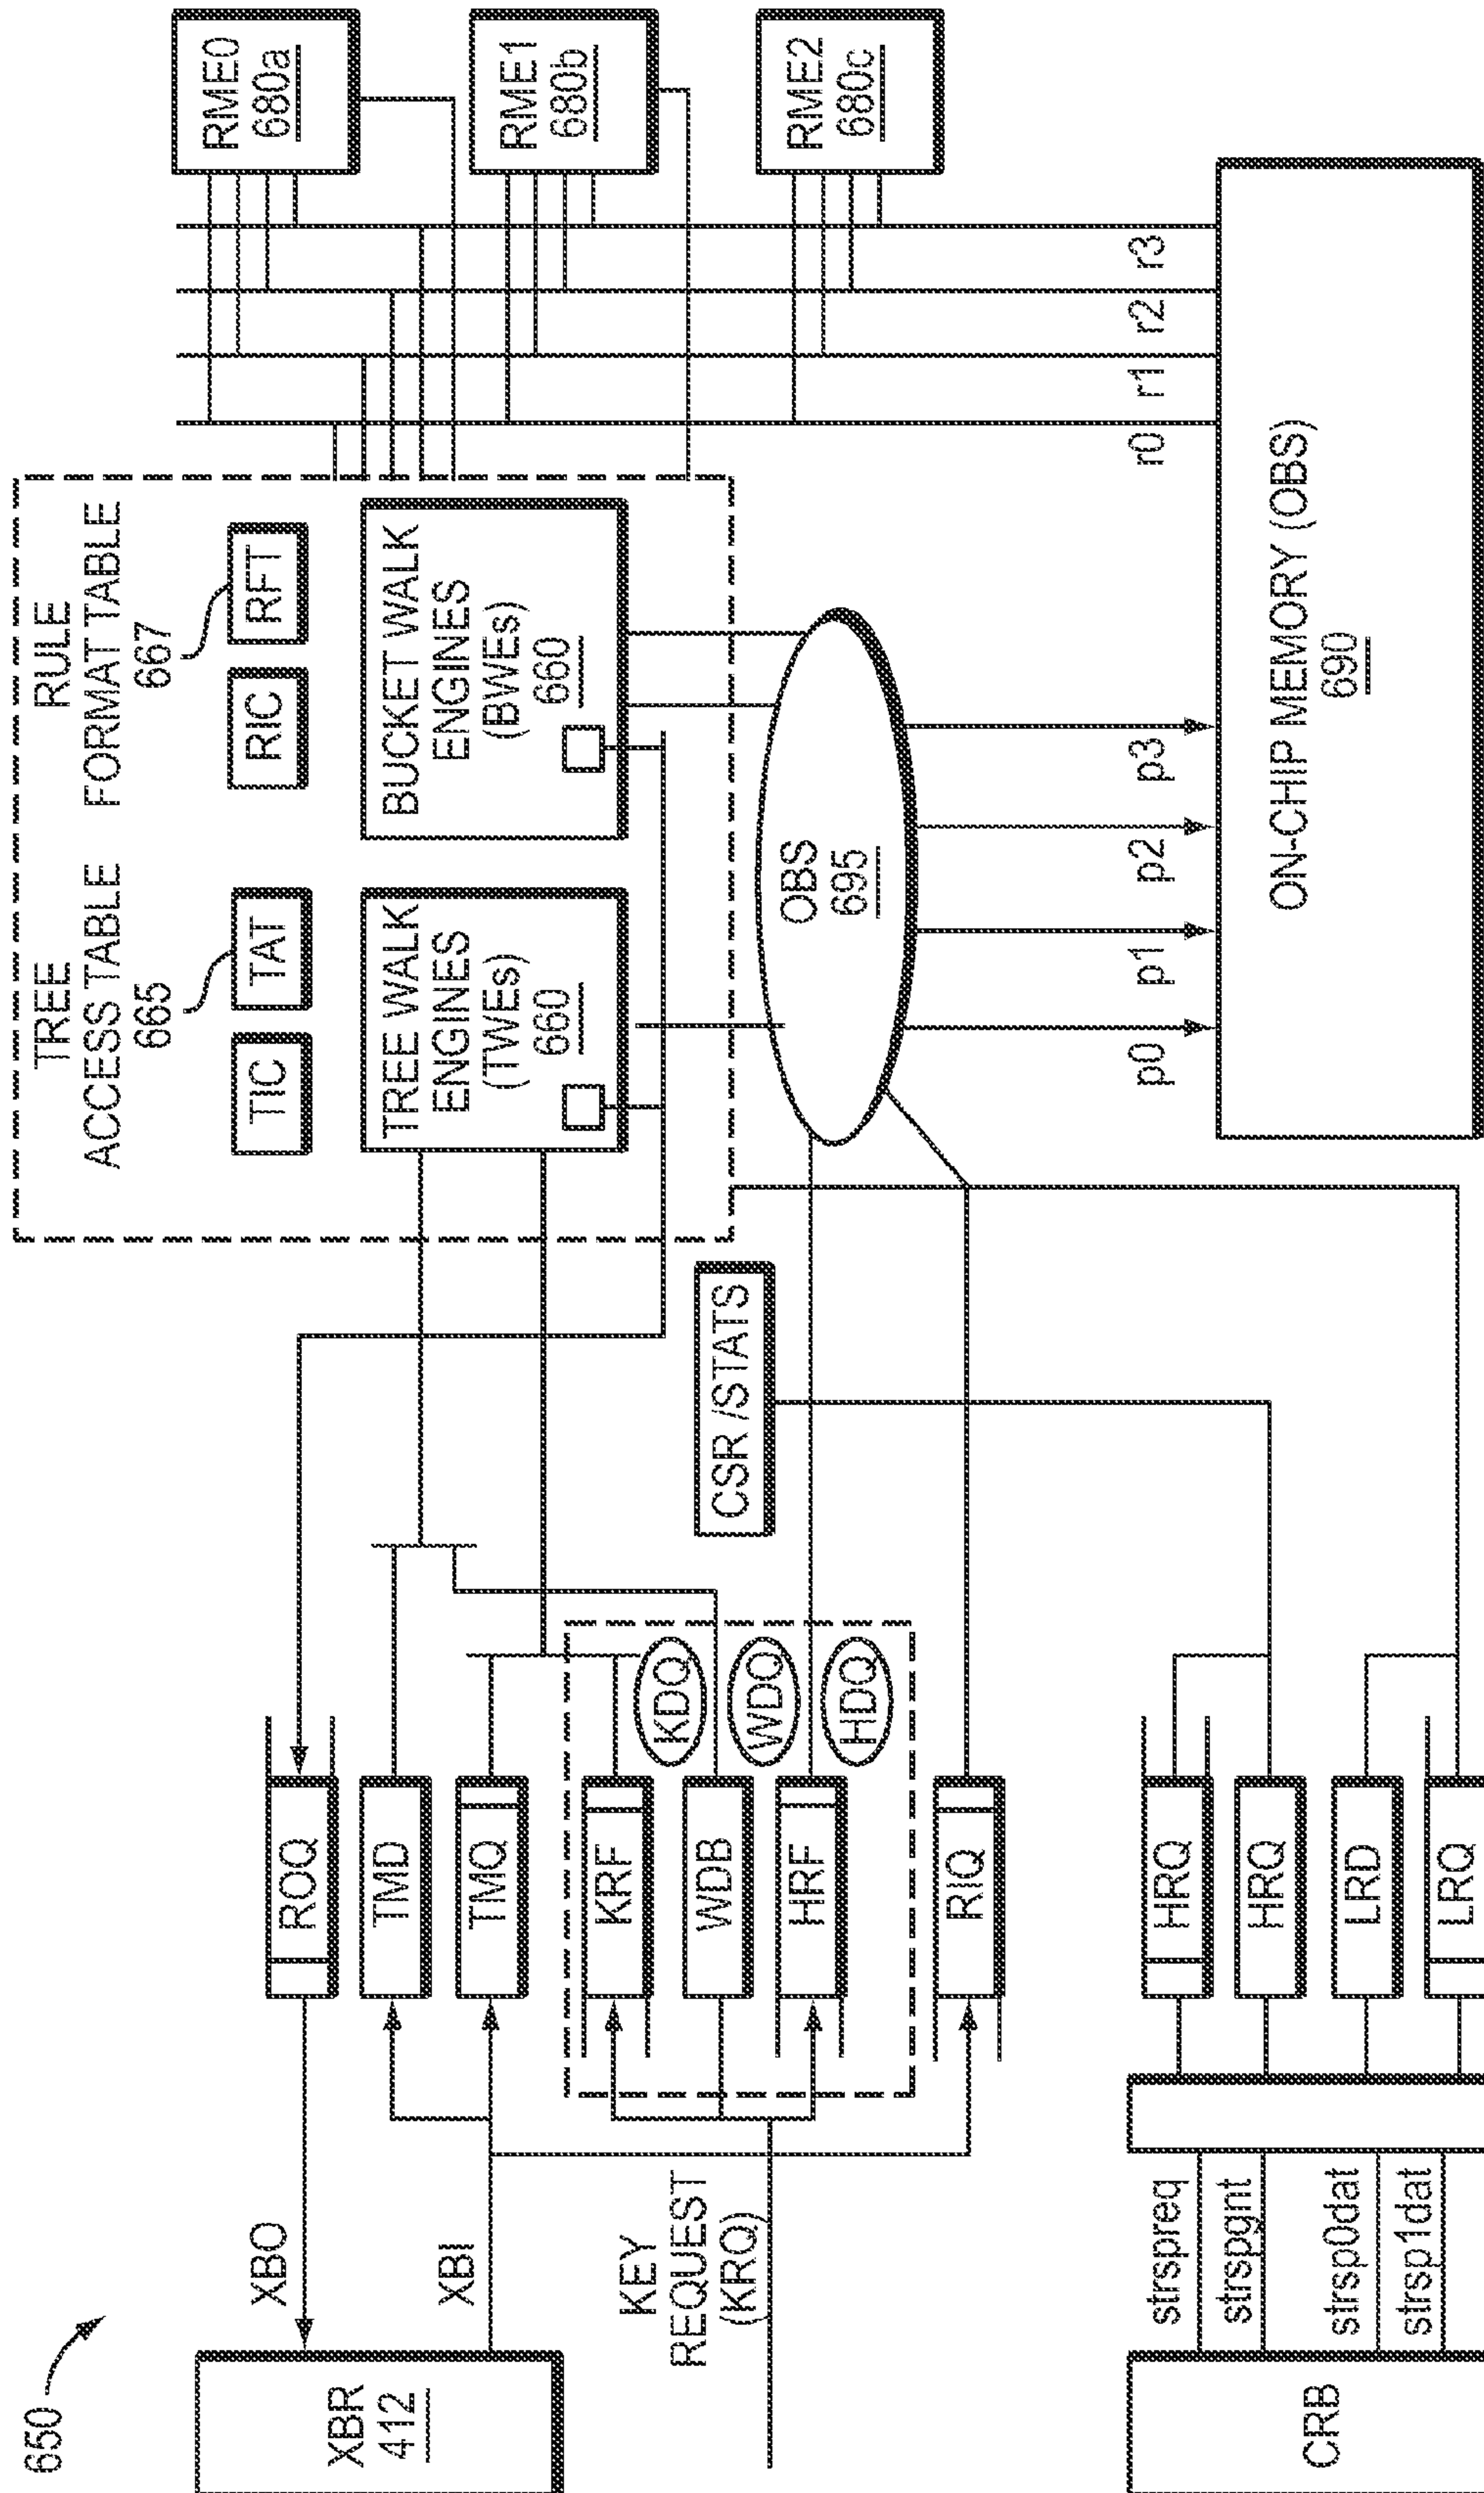 650
XBR
412
XBO
XBI
KEY
REQUEST
(KRQ)
ROQ
TMD
TMQ
KRF
WDB
HRF
KDQ
WDQ
HDQ
RIQ
TREE
ACCESS TABLE
665
TIC
TAT
RULE
FORMAT TABLE
667
RIC
RFT
TREE WALK
ENGINES
(TWEs)
660
BUCKET WALK
ENGINES
(BWEs)
660
CSR /STATS
OBS
695
RME0
680a
RME1
680b
RME2
680c
p0
p1
p2
p3
r0
r1
r2
r3
ON-CHIP MEMORY (OBS)
690
CRB
strspreq
strspgnt
strsp0dat
strsp1dat
HRQ
HRQ
LRD
LRQ